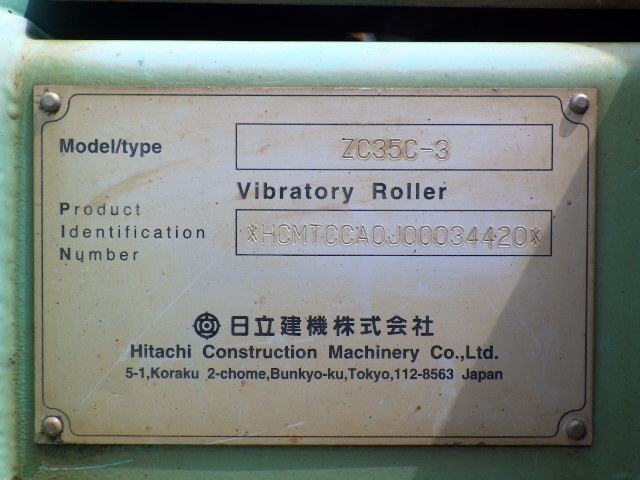 Model/type ZC35C-3
Vibratory Roller
Product
Identification
Number
*HCMTCCA0J00034420*
日立建機株式会社
Hitachi Construction Machinery Co.,Ltd.
5-1,Koraku 2-chome,Bunkyo-ku,Tokyo,112-8563 Japan